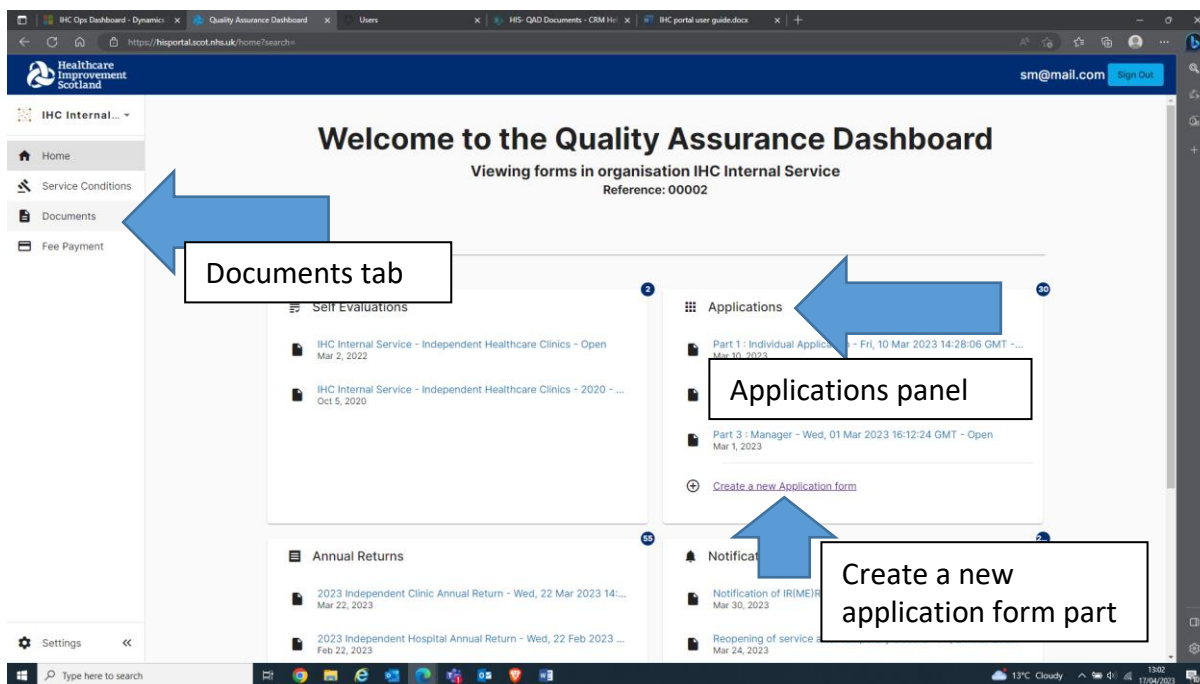 IHC Ops Dashboard - Dynamics
Quality Assurance Dashboard
Users
HIS- QAD Documents - CRM Hel
IHC portal user guide.docx
https://hisportal.scot.nhs.uk/home?search=
Healthcare
Improvement
Scotland
sm@mail.com
Sign Out
IHC Internal...
Home
Service Conditions
Documents
Fee Payment
Settings
Welcome to the Quality Assurance Dashboard
Viewing forms in organisation IHC Internal Service
Reference: 00002
Documents tab
Self Evaluations
2
IHC Internal Service - Independent Healthcare Clinics - Open
Mar 2, 2022
IHC Internal Service - Independent Healthcare Clinics - 2020 - ...
Oct 5, 2020
Applications
30
Part 1 : Individual Application - Fri, 10 Mar 2023 14:28:06 GMT -...
Mar 10, 2023
Applications panel
Part 3 : Manager - Wed, 01 Mar 2023 16:12:24 GMT - Open
Mar 1, 2023
Create a new Application form
Annual Returns
55
2023 Independent Clinic Annual Return - Wed, 22 Mar 2023 14:...
Mar 22, 2023
2023 Independent Hospital Annual Return - Wed, 22 Feb 2023 ...
Feb 22, 2023
Notificat
2...
Notification of IR(ME)R
Mar 30, 2023
Reopening of service
Mar 24, 2023
Create a new
application form part
Type here to search
13°C Cloudy
13:02
17/04/2023